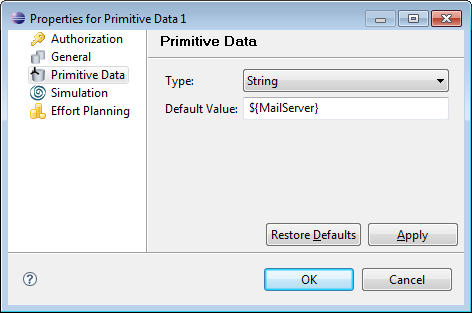 Properties for Primitive Data 1
Authorization
General
Primitive Data
Simulation
Effort Planning
Primitive Data
Type: String
Default Value: ${MailServer}
Restore Defaults Apply
? OK Cancel